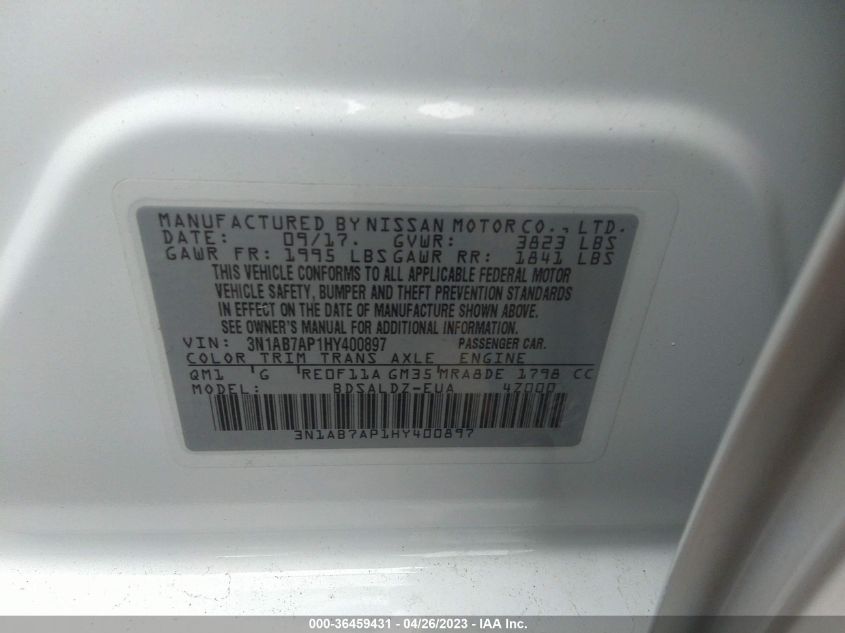 MANUFACTURED BY NISSAN MOTOR CO., LTD.
DATE: 09/17. GVWR: 3823 LBS
GAWR FR: 1995 LBS GAWR RR: 1841 LBS
THIS VEHICLE CONFORMS TO ALL APPLICABLE FEDERAL MOTOR
VEHICLE SAFETY, BUMPER AND THEFT PREVENTION STANDARDS
IN EFFECT ON THE DATE OF MANUFACTURE SHOWN ABOVE.
SEE OWNER'S MANUAL FOR ADDITIONAL INFORMATION.
VIN: 3N1AB7AP1HY400897 PASSENGER CAR.
COLOR TRIM TRANS AXLE ENGINE
QM1 'G 'RE0F11A GM35'MRA8DE 1798 CC
MODEL: BDSALDZ-EUA 4Z000
3N1AB7AP1HY400897
000-36459431 - 04/26/2023 - IAA Inc.